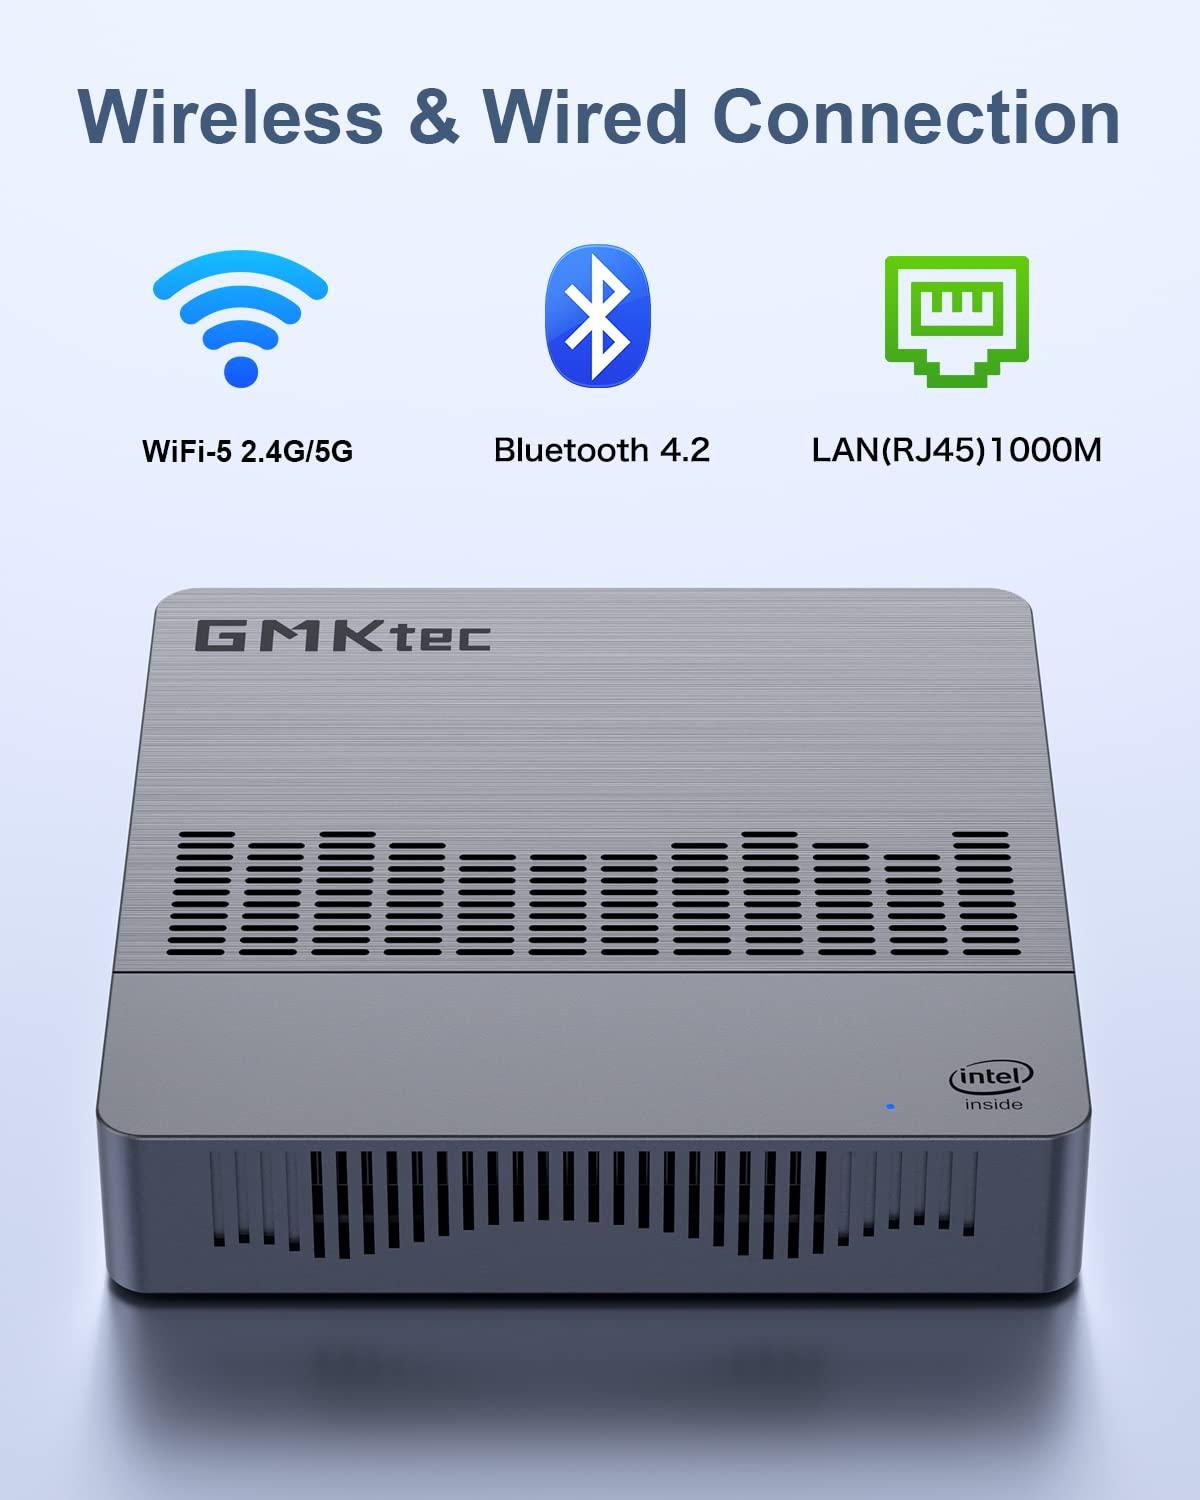 Wireless & Wired Connection
WiFi-5 2.4G/5G
Bluetooth 4.2
LAN(RJ45)1000M
GMKtec
intel
inside